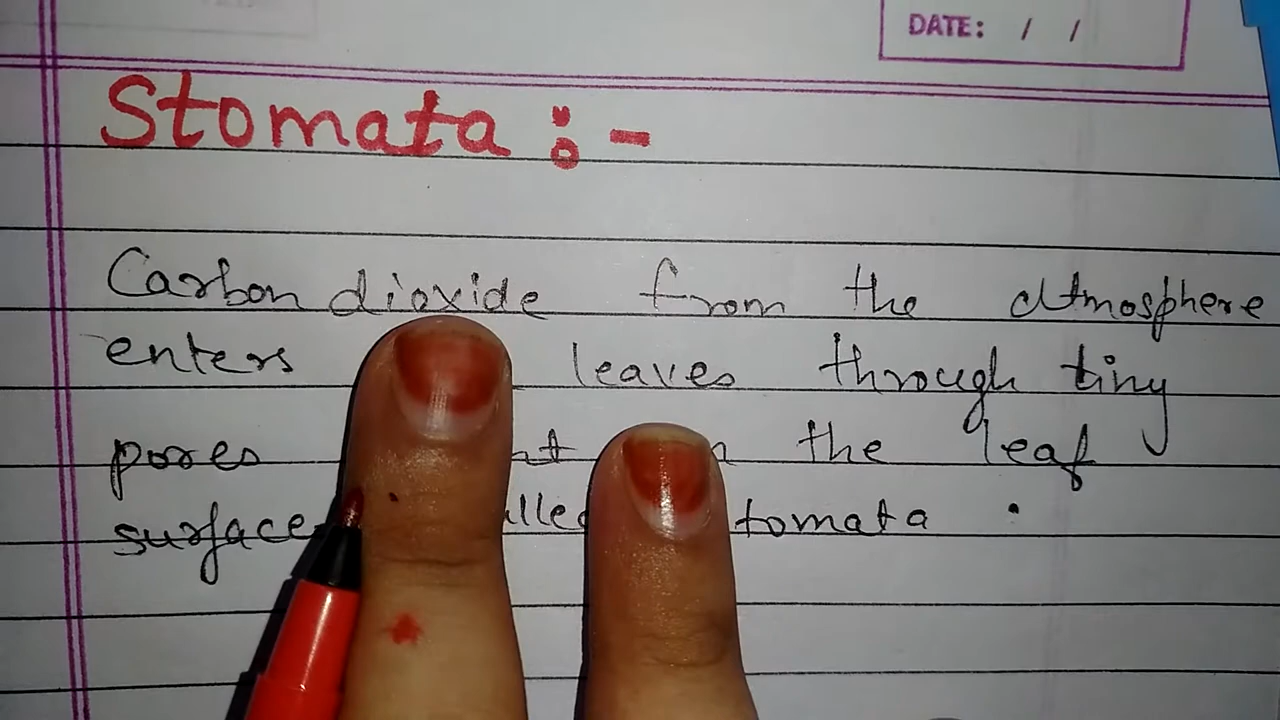 DATE: / /
Stomata :-
Carbon dioxide from the atmosphere
enters leaves through tiny
pores the leaf
surface tomata .